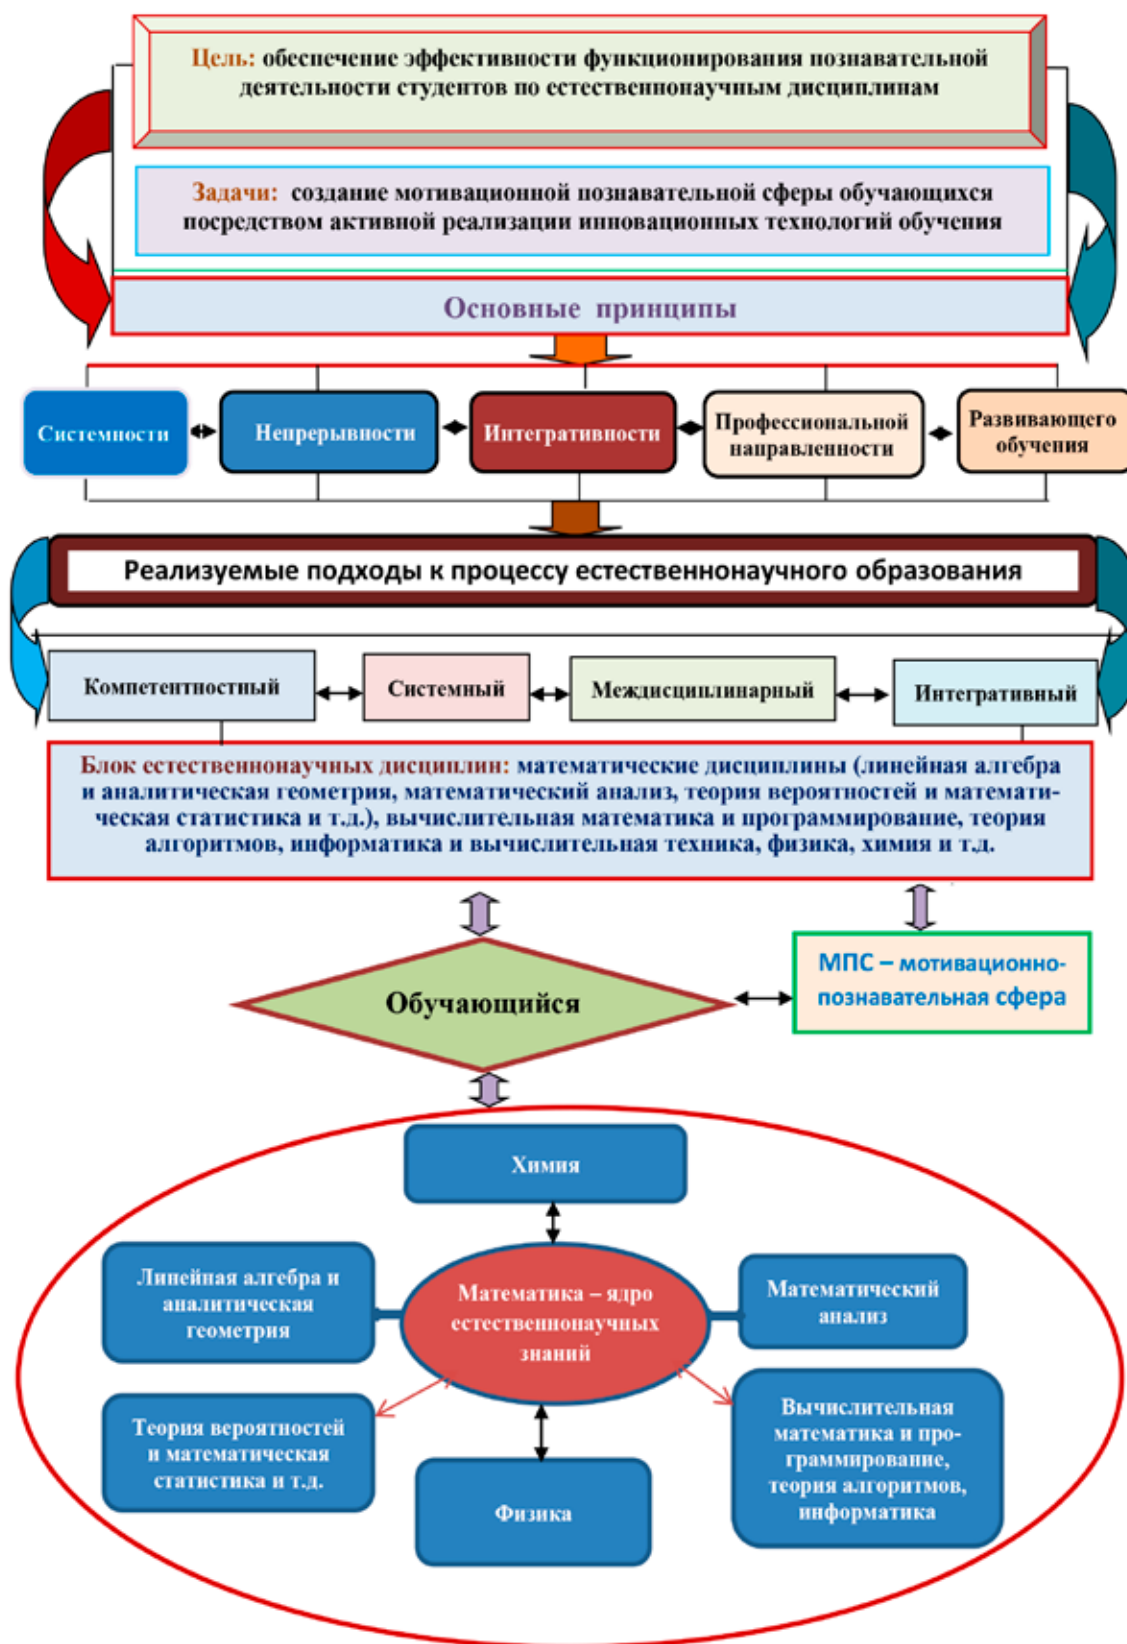 Цель: обеспечение эффективности функционирования познавательной
деятельности студентов по естественнонаучным дисциплинам
Задачи: создание мотивационной познавательной сферы обучающихся
посредством активной реализации инновационных технологий обучения
Основные принципы
Системности
Непрерывности
Интегративности
Профессиональной
направленности
Развивающего
обучения
Реализуемые подходы к процессу естественнонаучного образования
Компетентностный
Системный
Междисциплинарный
Интегративный
Блок естественнонаучных дисциплин: математические дисциплины (линейная алгебра
и аналитическая геометрия, математический анализ, теория вероятностей и математи-
ческая статистика и т.д.), вычислительная математика и программирование, теория
алгоритмов, информатика и вычислительная техника, физика, химия и т.д.
Обучающийся
МПС – мотивационно-
познавательная сфера
Химия
Линейная алгебра и
аналитическая
геометрия
Математика – ядро
естественнонаучных
знаний
Математический
анализ
Теория вероятностей
и математическая
статистика и т.д.
Физика
Вычислительная
математика и про-
граммирование,
теория алгоритмов,
информатика